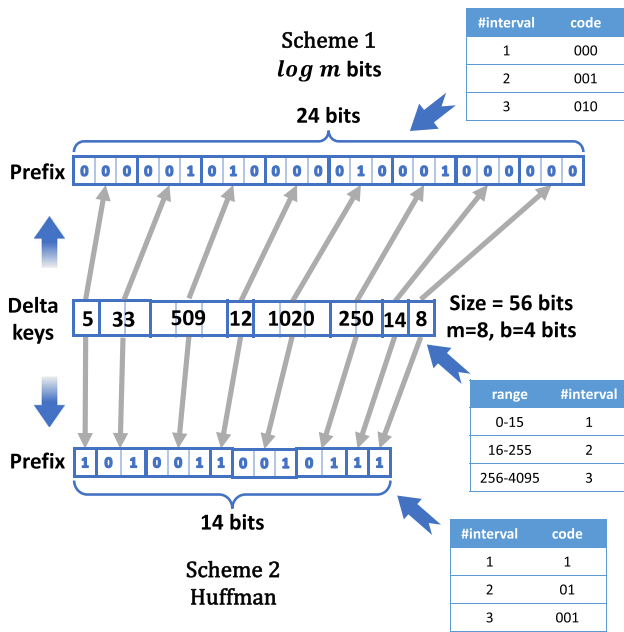 Scheme 1
log m bits
#interval code
1 000
2 001
3 010
24 bits
Prefix 0 0 0 0 0 1 0 1 0 0 0 0 0 1 0 0 0 1 0 0 0 0 0 0
Delta keys
5 33 509 12 1020 250 14 8
Size = 56 bits
m=8, b=4 bits
range #interval
0-15 1
16-255 2
256-4095 3
Prefix 1 0 1 0 0 1 1 0 0 1 0 1 1 1
14 bits
Scheme 2
Huffman
#interval code
1 1
2 01
3 001